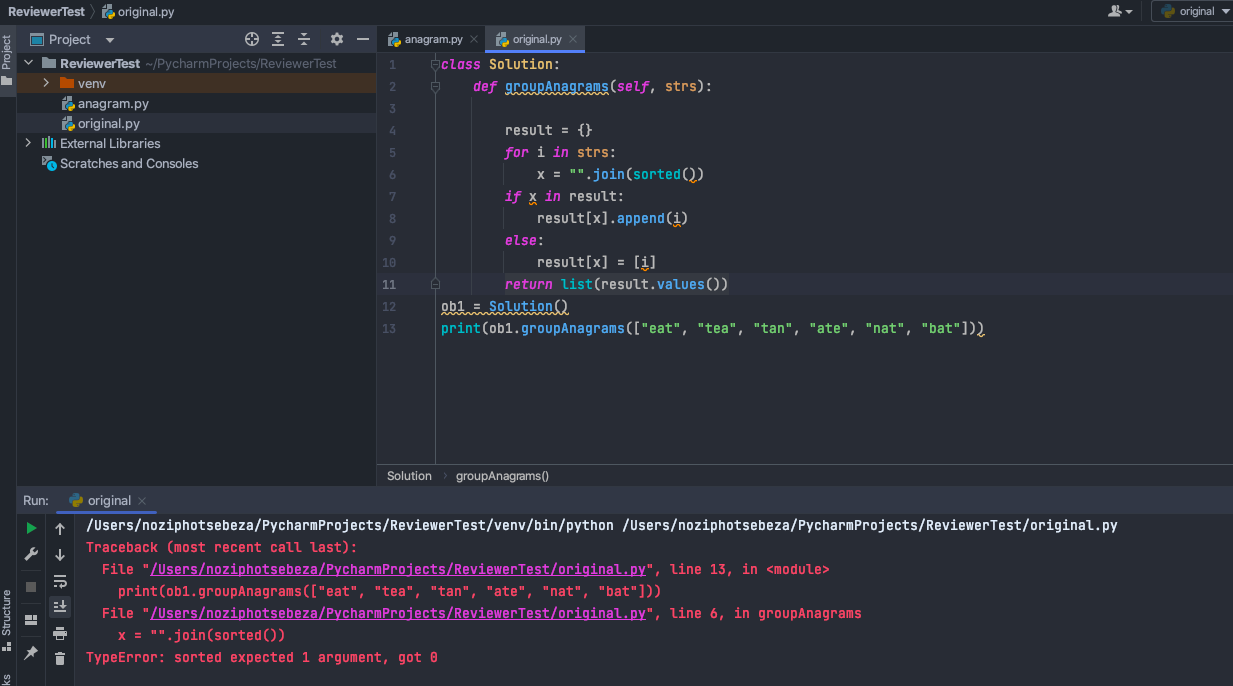 ReviewerTest original.py
original
Project
Project
anagram.py original.py
ReviewerTest ~/PycharmProjects/ReviewerTest
venv
anagram.py
original.py
External Libraries
Scratches and Consoles
1 class Solution:
2 def groupAnagrams(self, strs):
3
4 result = {}
5 for i in strs:
6 x = "".join(sorted())
7 if x in result:
8 result[x].append(i)
9 else:
10 result[x] = [i]
11 return list(result.values())
12 ob1 = Solution()
13 print(ob1.groupAnagrams(["eat", "tea", "tan", "ate", "nat", "bat"]))
Solution groupAnagrams()
Run: original
/Users/noziphotsebeza/PycharmProjects/ReviewerTest/venv/bin/python /Users/noziphotsebeza/PycharmProjects/ReviewerTest/original.py
Traceback (most recent call last):
File "/Users/noziphotsebeza/PycharmProjects/ReviewerTest/original.py", line 13, in <module>
print(ob1.groupAnagrams(["eat", "tea", "tan", "ate", "nat", "bat"]))
File "/Users/noziphotsebeza/PycharmProjects/ReviewerTest/original.py", line 6, in groupAnagrams
x = "".join(sorted())
TypeError: sorted expected 1 argument, got 0
Structure
ks